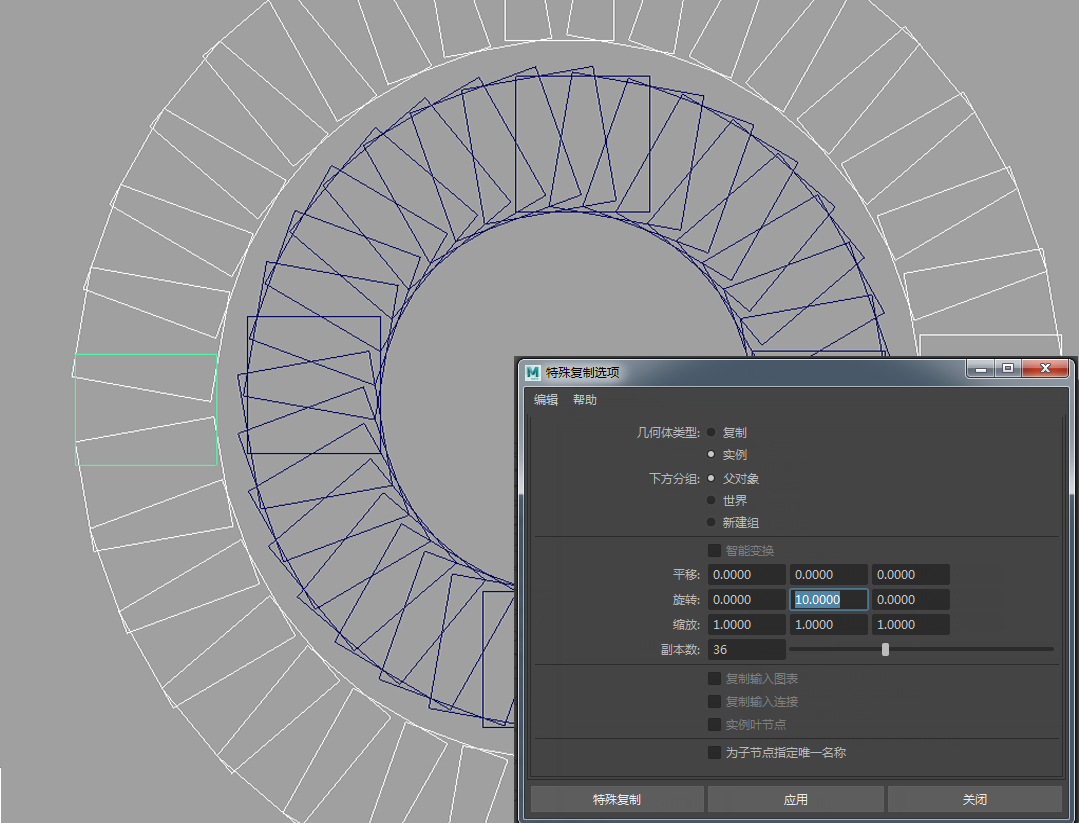 特殊复制选项
编辑 帮助
几何体类型: 复制
实例
下方分组: 父对象
世界
新建组
智能变换
平移: 0.0000 0.0000 0.0000
旋转: 0.0000 10.0000 0.0000
缩放: 1.0000 1.0000 1.0000
副本数: 36
复制输入图表
复制输入连接
实例叶节点
为子节点指定唯一名称
特殊复制 应用 关闭